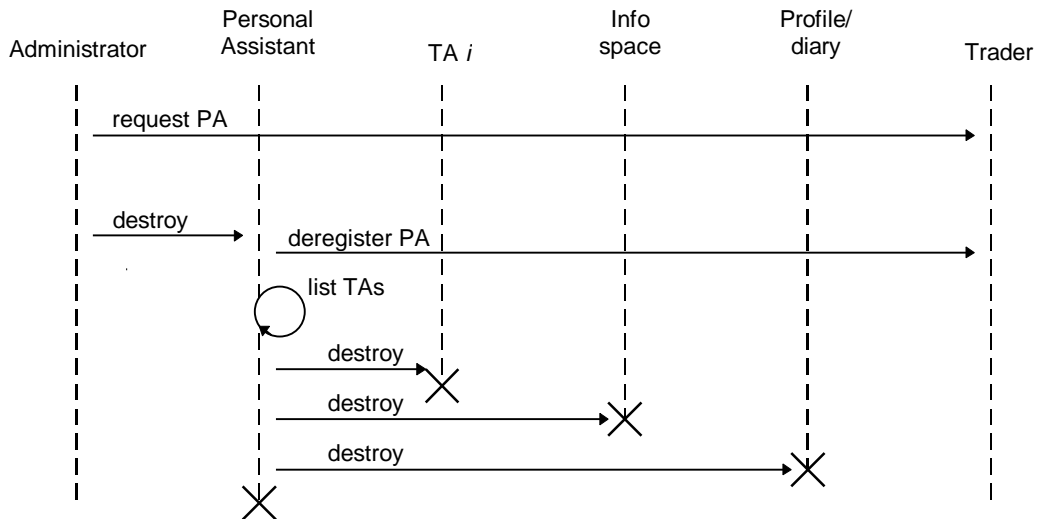 Administrator
Personal
Assistant
TA i
Info
space
Profile/
diary
Trader
request PA
destroy
deregister PA
list TAs
destroy
destroy
destroy